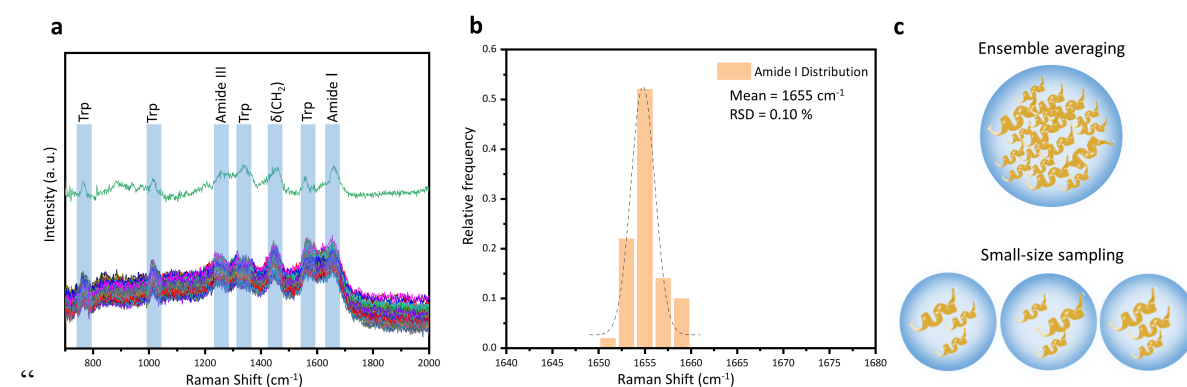 a
Trp
Trp
Amide III
Trp
δ(CH2)
Trp
Amide I
Intensity (a. u.)
800
1000
1200
1400
1600
1800
2000
Raman Shift (cm-1)
“
b
0.6
0.5
0.4
0.3
0.2
0.1
0.0
Relative frequency
Amide I Distribution
Mean = 1655 cm-1
RSD = 0.10 %
1640
1645
1650
1655
1660
1665
1670
1675
1680
Raman Shift (cm-1)
c
Ensemble averaging
Small-size sampling